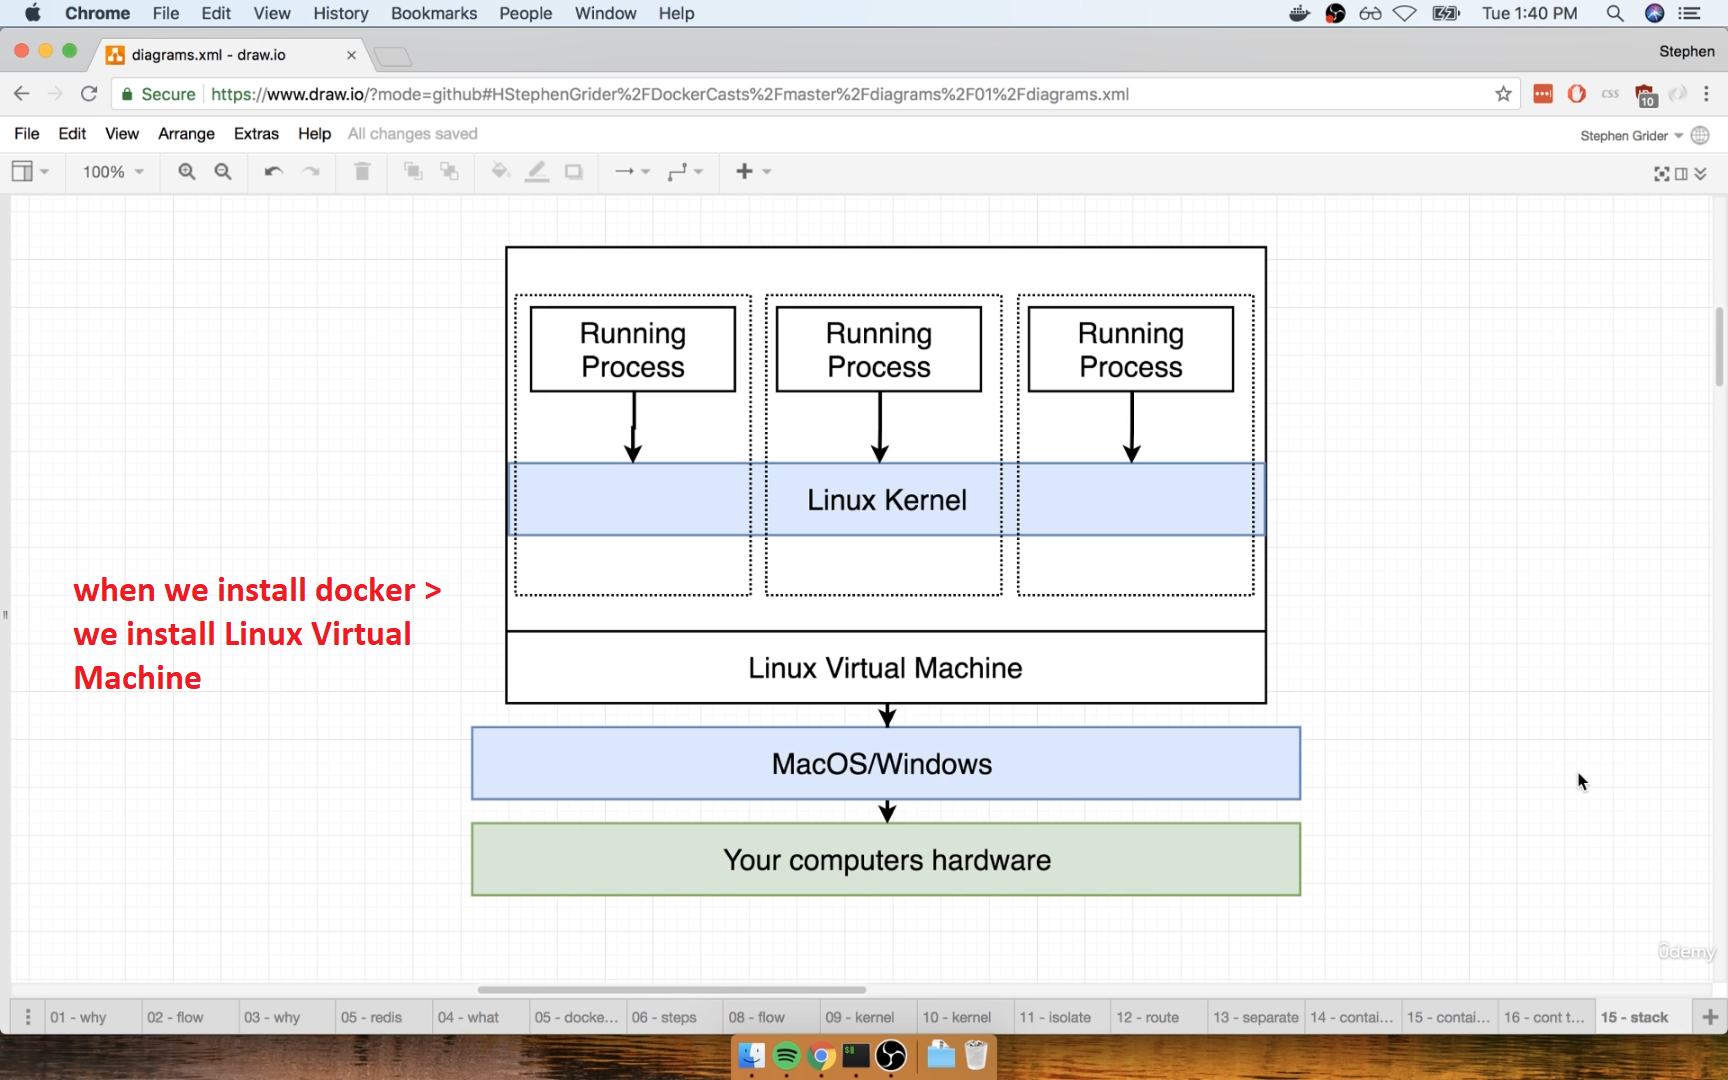 Chrome File Edit View History Bookmarks People Window Help Tue 1:40 PM
diagrams.xml - draw.io Stephen
Secure https://www.draw.io/?mode=github#HStephenGrider%2FDockerCasts%2Fmaster%2Fdiagrams%2F01%2Fdiagrams.xml css 10
File Edit View Arrange Extras Help All changes saved Stephen Grider
100%
Running
Process
Running
Process
Running
Process
Linux Kernel
when we install docker >
we install Linux Virtual
Machine
Linux Virtual Machine
MacOS/Windows
Your computers hardware
ûdemy
01 - why 02 - flow 03 - why 05 - redis 04 - what 05 - docke... 06 - steps 08 - flow 09 - kernel 10 - kernel 11 - isolate 12 - route 13 - separate 14 - contai... 15 - contai... 16 - cont t... 15 - stack